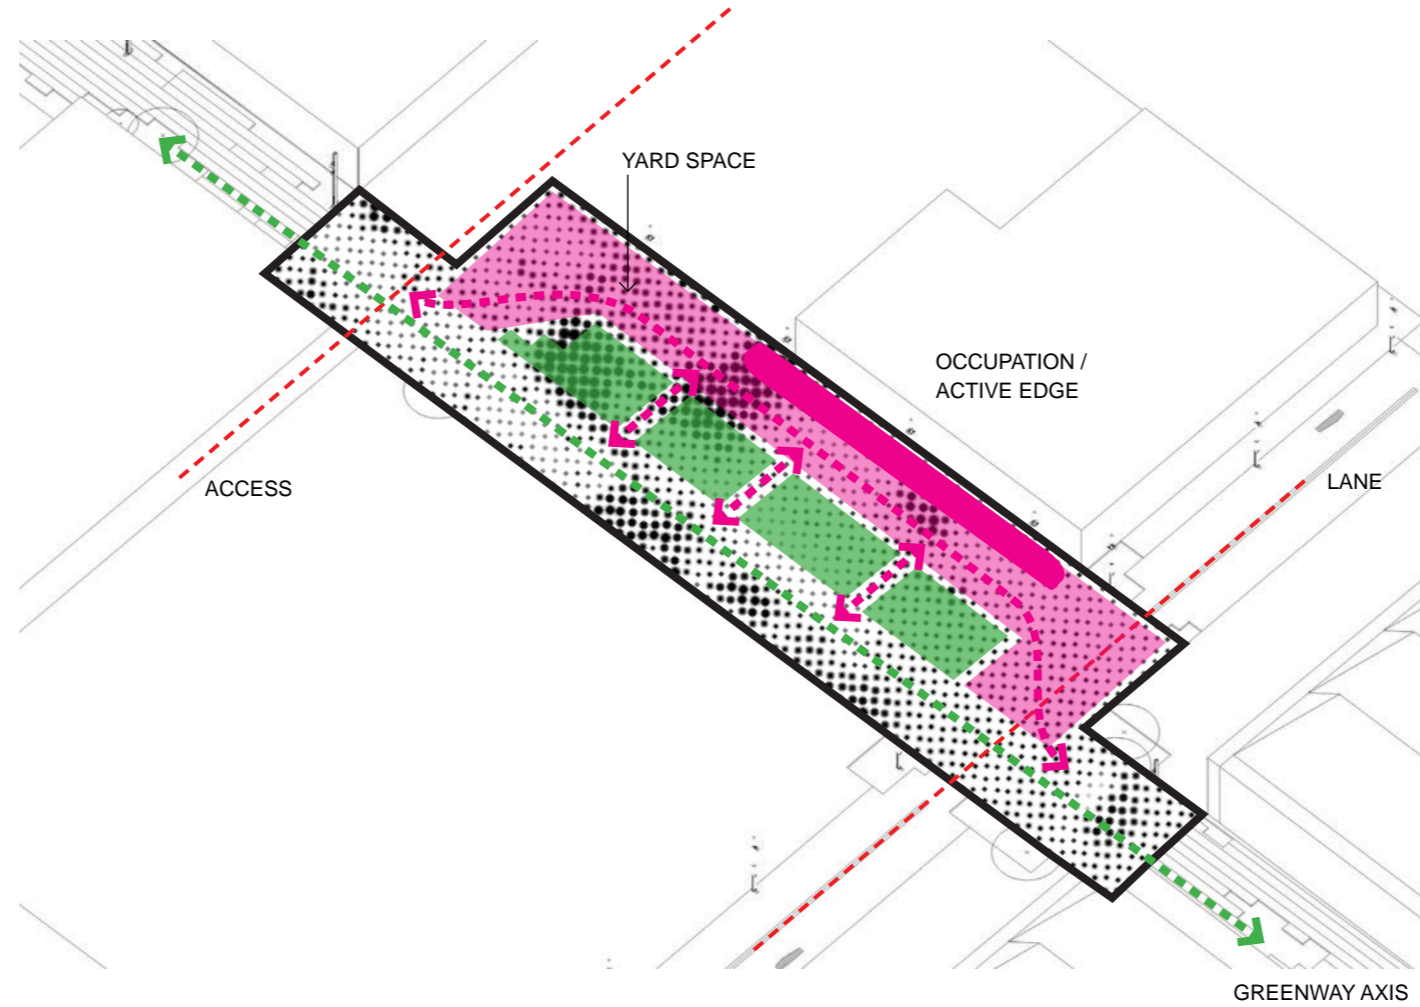 YARD SPACE
OCCUPATION /
ACTIVE EDGE
LANE
ACCESS
GREENWAY AXIS